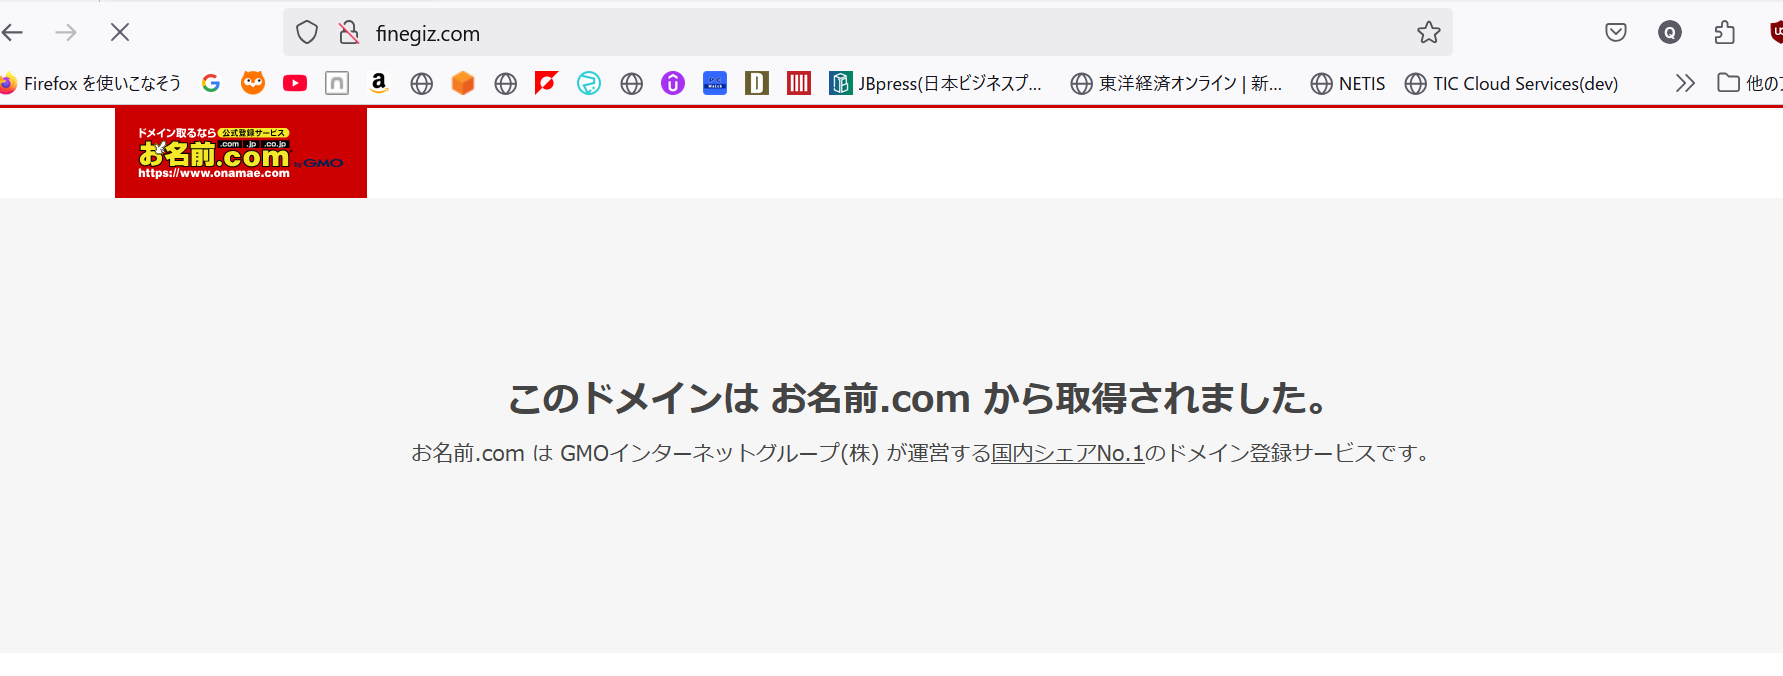 finegiz.com
Firefox を使いこなそう
JBpress(日本ビジネスプ...
東洋経済オンライン | 新...
NETIS
TIC Cloud Services(dev)
ドメイン取るなら 公式登録サービス
.com .jp .co.jp
お名前.com by GMO
https://www.onamae.com
このドメインは お名前.com から取得されました。
お名前.com は GMOインターネットグループ(株) が運営する国内シェアNo.1のドメイン登録サービスです。